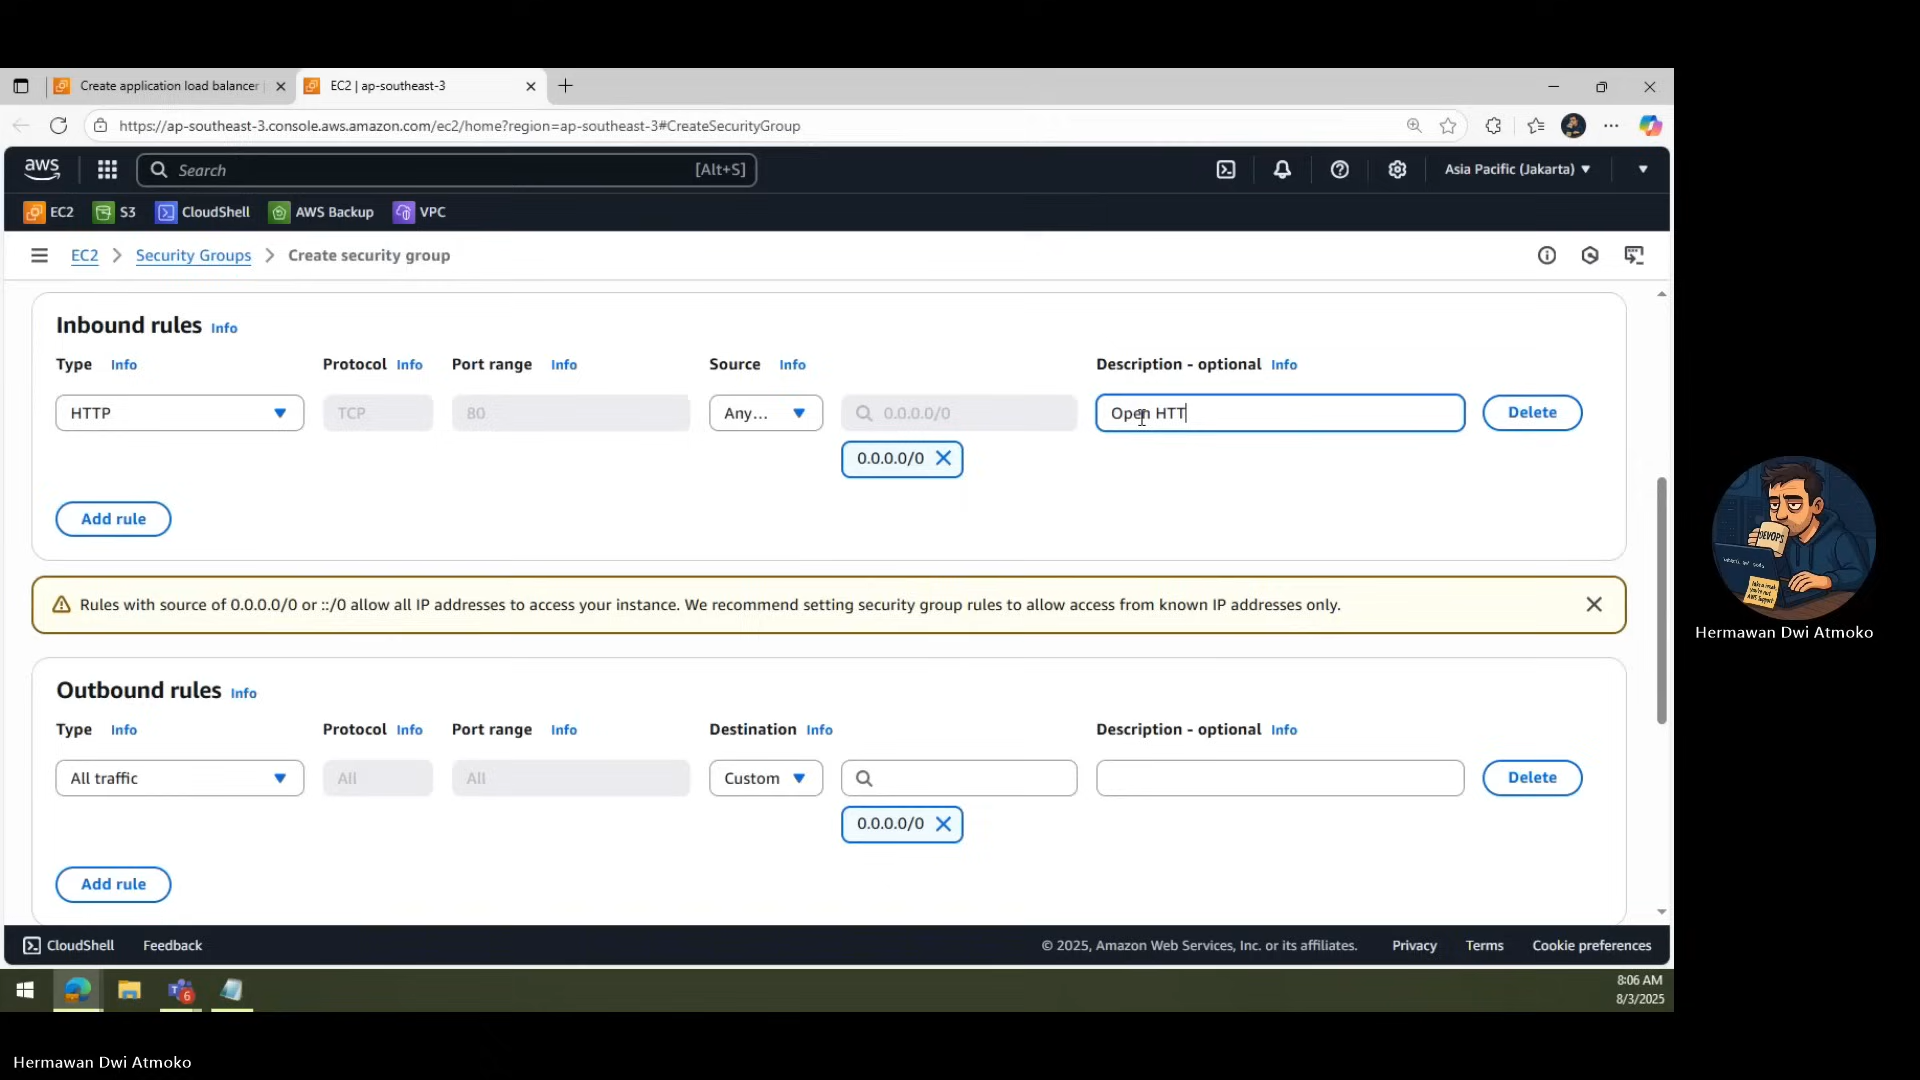 Create application load balancer
EC2 | ap-southeast-3
https://ap-southeast-3.console.aws.amazon.com/ec2/home?region=ap-southeast-3#CreateSecurityGroup
aws
Search [Alt+S]
Asia Pacific (Jakarta)
EC2 S3 CloudShell AWS Backup VPC
EC2 > Security Groups > Create security group
Inbound rules Info
Type Info Protocol Info Port range Info Source Info Description - optional Info
HTTP TCP 80 Any... 0.0.0.0/0 Open HTT Delete
0.0.0.0/0
Add rule
Rules with source of 0.0.0.0/0 or ::/0 allow all IP addresses to access your instance. We recommend setting security group rules to allow access from known IP addresses only.
Outbound rules Info
Type Info Protocol Info Port range Info Destination Info Description - optional Info
All traffic All All Custom Delete
0.0.0.0/0
Add rule
CloudShell Feedback © 2025, Amazon Web Services, Inc. or its affiliates. Privacy Terms Cookie preferences
6
8:06 AM
8/3/2025
DEVOPS
Hermawan Dwi Atmoko
Hermawan Dwi Atmoko